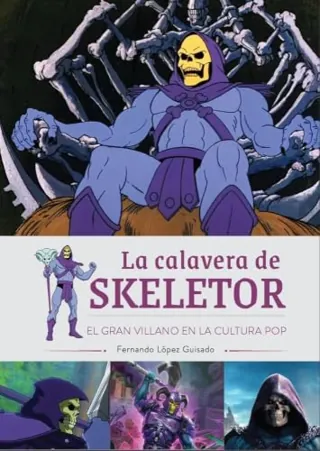 La calavera de
SKELETOR
EL GRAN VILLANO EN LA CULTURA POP
Fernando López Guisado